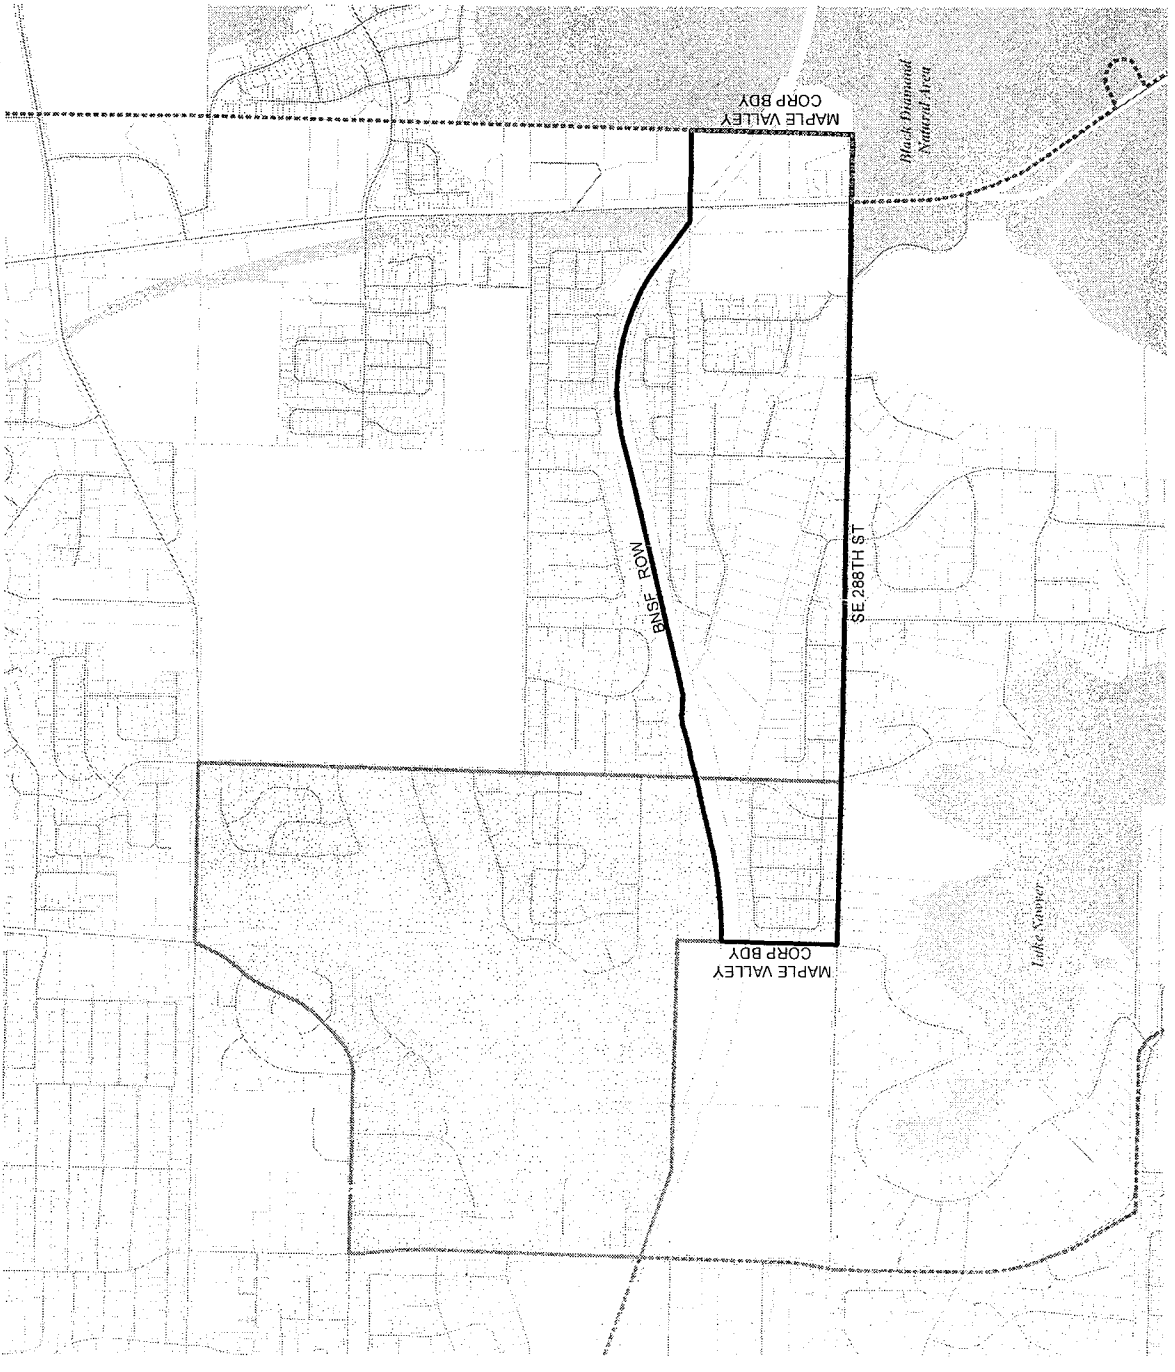 MAPLE VALLEY
CORP BDY
Black Diamond
Natural Area
BNSF ROW
SE 288TH ST
MAPLE VALLEY
CORP BDY
Lake Sawyer